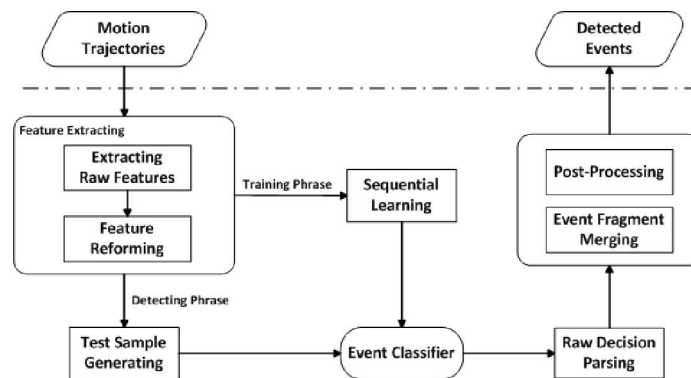 Motion
Trajectories
Detected
Events
Feature Extracting
Extracting
Raw Features
Feature
Reforming
Training Phrase
Sequential
Learning
Post-Processing
Event Fragment
Merging
Detecting Phrase
Test Sample
Generating
Event Classifier
Raw Decision
Parsing